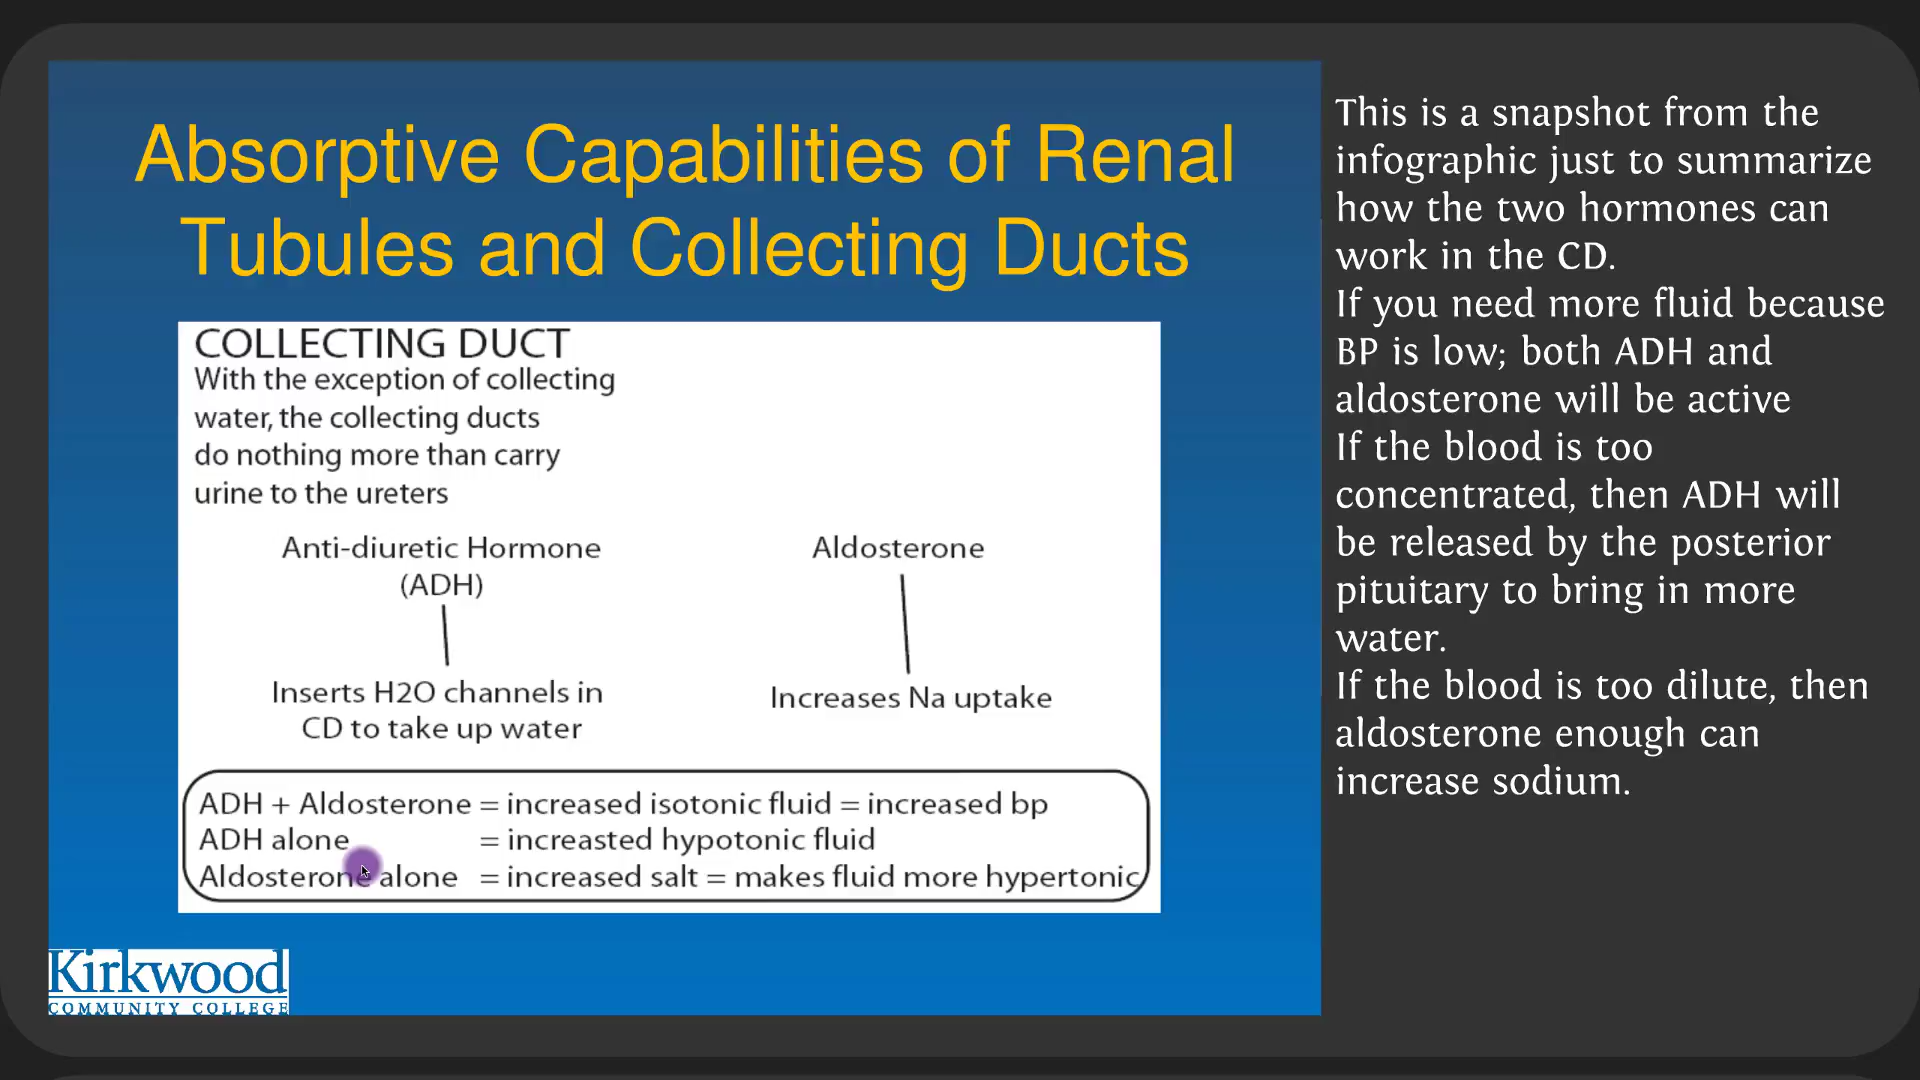 Absorptive Capabilities of Renal
Tubules and Collecting Ducts
COLLECTING DUCT
With the exception of collecting
water, the collecting ducts
do nothing more than carry
urine to the ureters
Anti-diuretic Hormone
(ADH)
Inserts H2O channels in
CD to take up water
Aldosterone
Increases Na uptake
ADH + Aldosterone = increased isotonic fluid = increased bp
ADH alone = increasted hypotonic fluid
Aldosterone alone = increased salt = makes fluid more hypertonic
Kirkwood
COMMUNITY COLLEGE
This is a snapshot from the
infographic just to summarize
how the two hormones can
work in the CD.
If you need more fluid because
BP is low; both ADH and
aldosterone will be active
If the blood is too
concentrated, then ADH will
be released by the posterior
pituitary to bring in more
water.
If the blood is too dilute, then
aldosterone enough can
increase sodium.